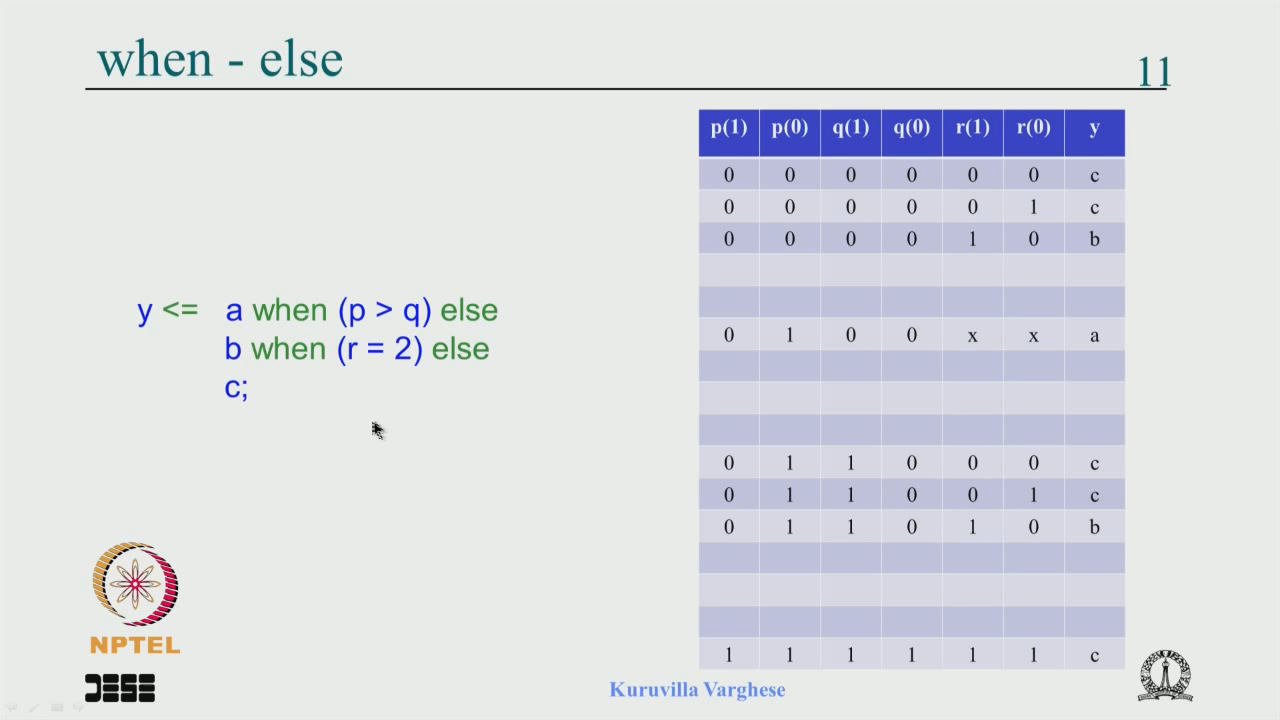 when - else
11
y <= a when (p > q) else
b when (r = 2) else
c;
p(1) p(0) q(1) q(0) r(1) r(0) y
0 0 0 0 0 0 c
0 0 0 0 0 1 c
0 0 0 0 1 0 b
0 1 0 0 x x a
0 1 1 0 0 0 c
0 1 1 0 0 1 c
0 1 1 0 1 0 b
1 1 1 1 1 1 c
NPTEL
DESE
Kuruvilla Varghese